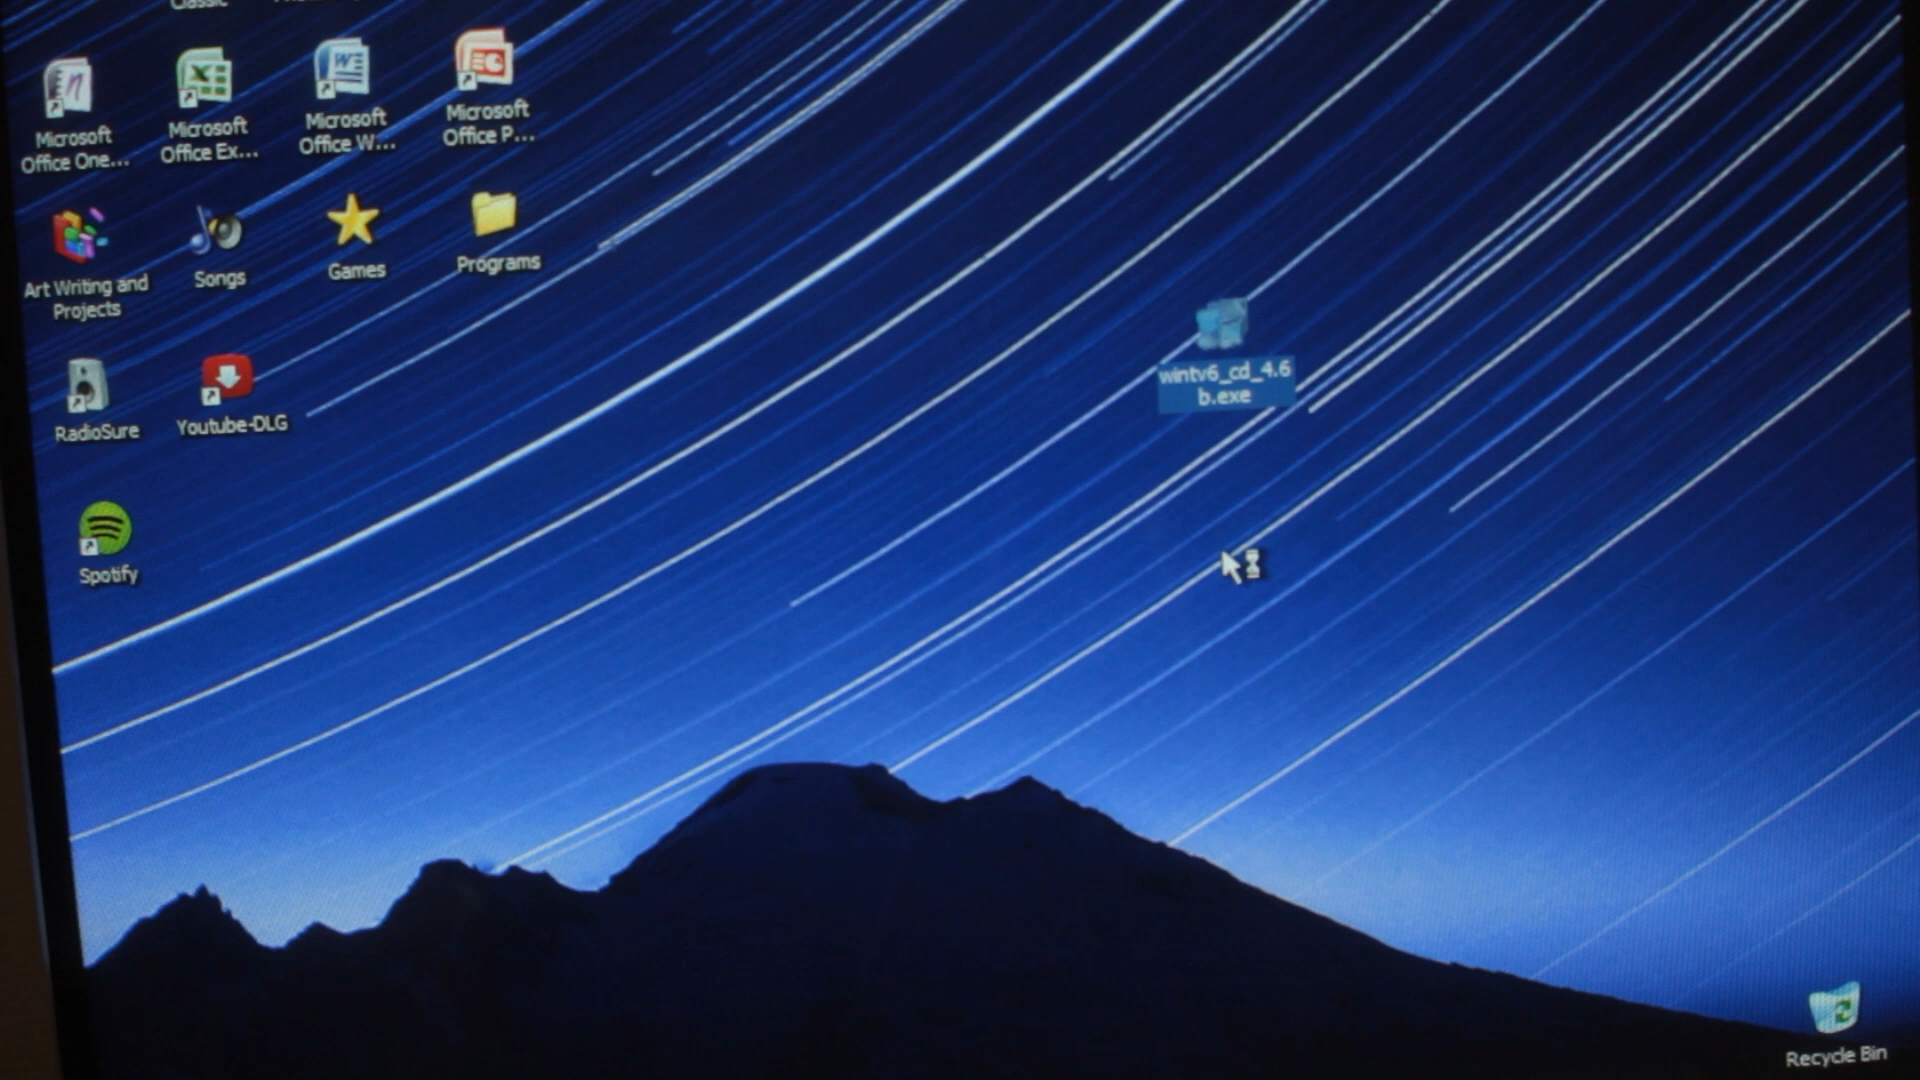 Classic
Microsoft
Office One...
Microsoft
Office Ex...
Microsoft
Office W...
Microsoft
Office P...
Art Writing and
Projects
Songs
Games
Programs
RadioSure
Youtube-DLG
Spotify
wintv6_cd_4.6
b.exe
Recycle Bin